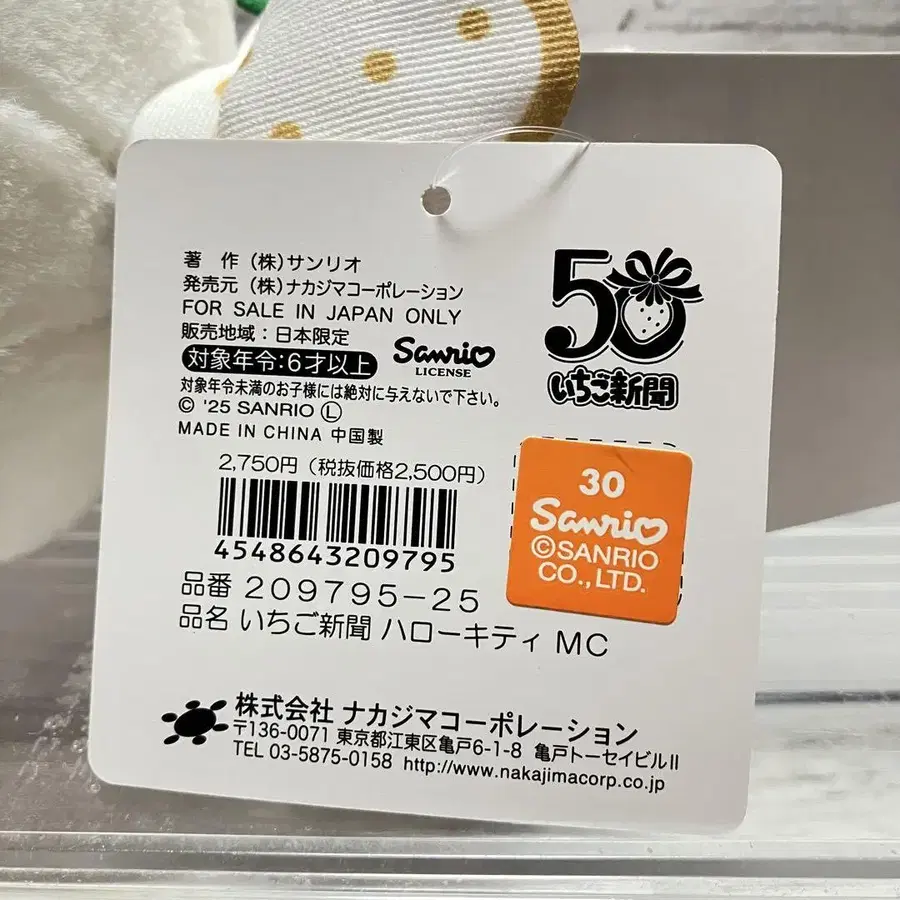 著 作 (株)サンリオ
発売元 (株)ナカジマコーポレーション
FOR SALE IN JAPAN ONLY
販売地域:日本限定
対象年令:6才以上
対象年令未満のお子様には絶対に与えないで下さい。
© '25 SANRIO Ⓛ
MADE IN CHINA 中国製
Sanrio
LICENSE
50
いちご新聞
2,750円(税抜価格2,500円)
4548643209795
30
Sanrio
©SANRIO
CO.,LTD.
品番 209795-25
品名 いちご新聞 ハローキティ MC
株式会社 ナカジマコーポレーション
〒136-0071 東京都江東区亀戸6-1-8 亀戸トーセイビルⅡ
TEL 03-5875-0158 http://www.nakajimacorp.co.jp